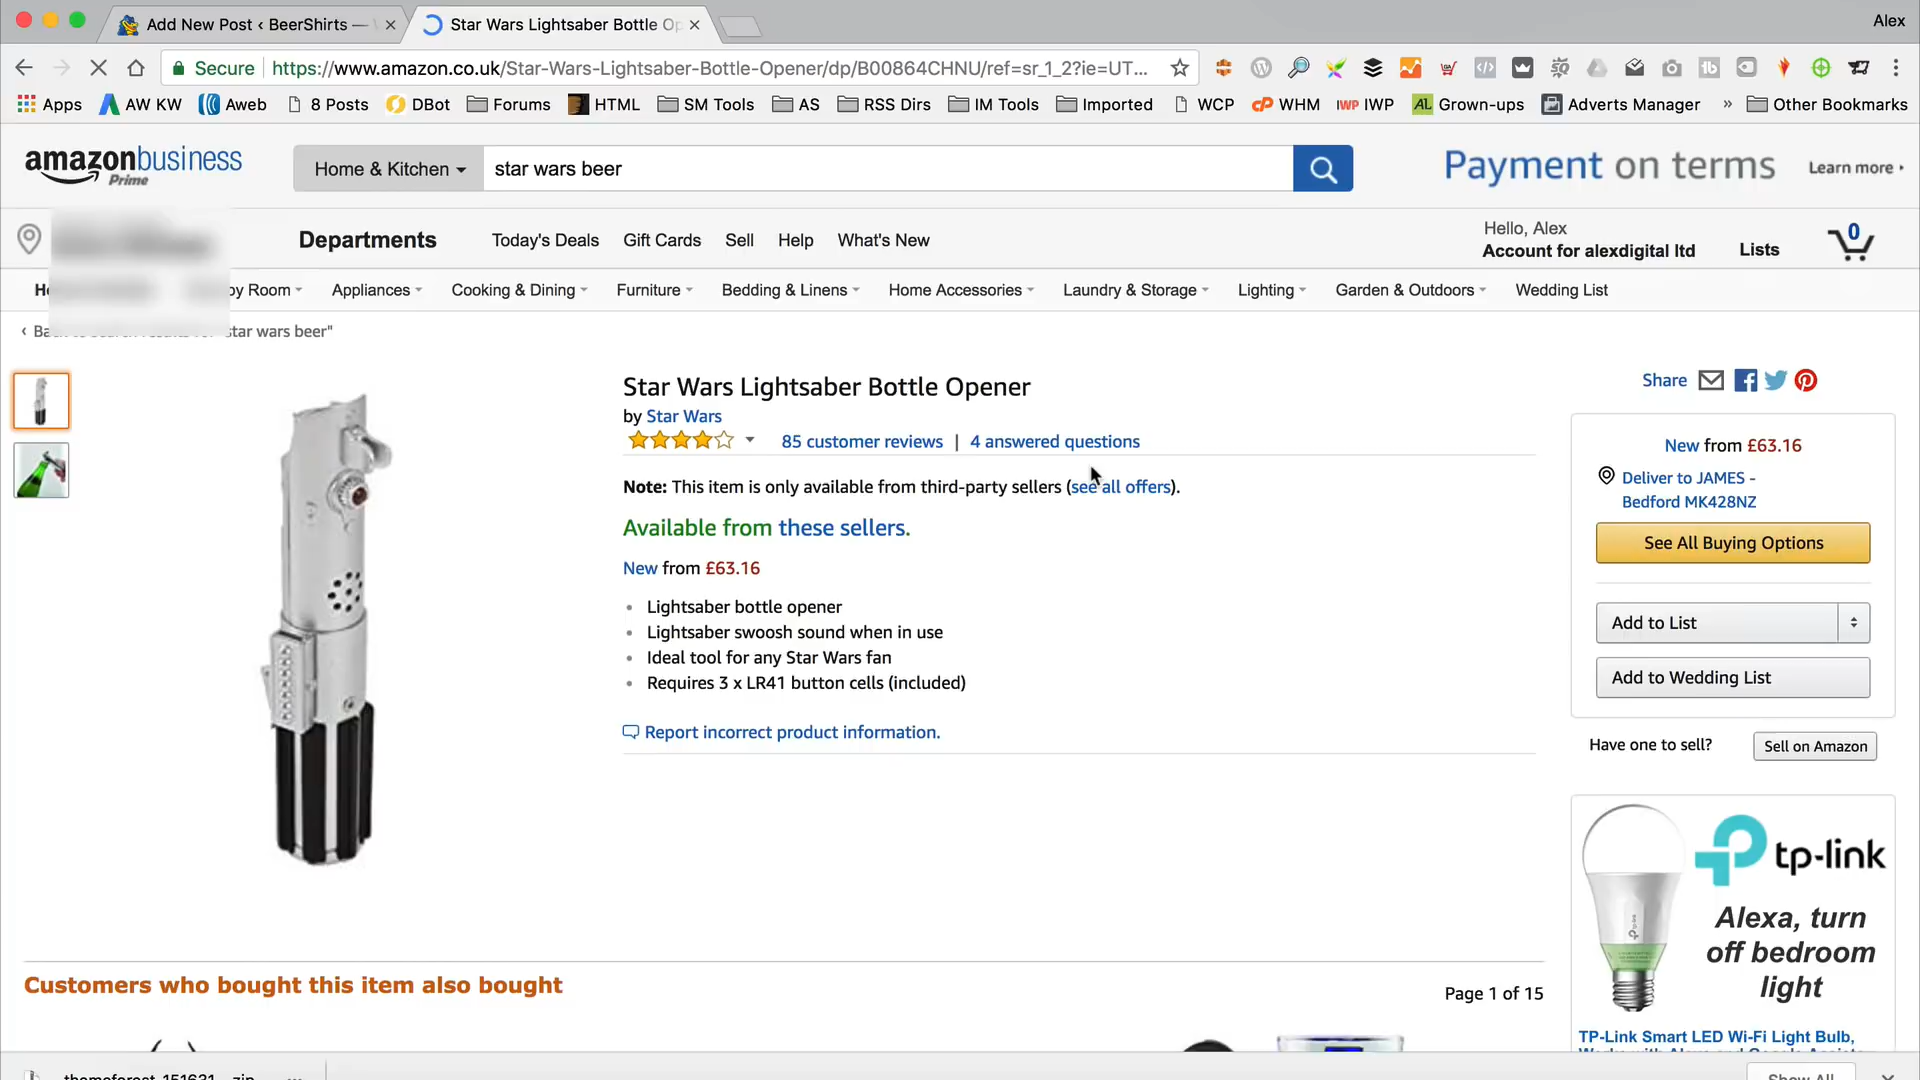 Add New Post ‹ BeerShirts —
Star Wars Lightsaber Bottle Op
Alex
Secure
https://www.amazon.co.uk/Star-Wars-Lightsaber-Bottle-Opener/dp/B00864CHNU/ref=sr_1_2?ie=UT...
Apps
AW KW
Aweb
8 Posts
DBot
Forums
HTML
SM Tools
AS
RSS Dirs
IM Tools
Imported
WCP
WHM
IWP
Grown-ups
Adverts Manager
»
Other Bookmarks
amazonbusiness
Prime
Home & Kitchen
star wars beer
Payment on terms
Learn more
Departments
Today's Deals
Gift Cards
Sell
Help
What's New
Hello, Alex
Account for alexdigital ltd
Lists
0
by Room
Appliances
Cooking & Dining
Furniture
Bedding & Linens
Home Accessories
Laundry & Storage
Lighting
Garden & Outdoors
Wedding List
star wars beer"
Star Wars Lightsaber Bottle Opener
by Star Wars
85 customer reviews | 4 answered questions
Note: This item is only available from third-party sellers (see all offers).
Available from these sellers.
New from £63.16
• Lightsaber bottle opener
• Lightsaber swoosh sound when in use
• Ideal tool for any Star Wars fan
• Requires 3 x LR41 button cells (included)
Report incorrect product information.
Share
New from £63.16
Deliver to JAMES -
Bedford MK428NZ
See All Buying Options
Add to List
Add to Wedding List
Have one to sell?
Sell on Amazon
tp-link
Alexa, turn
off bedroom
light
TP-Link Smart LED Wi-Fi Light Bulb,
Customers who bought this item also bought
Page 1 of 15